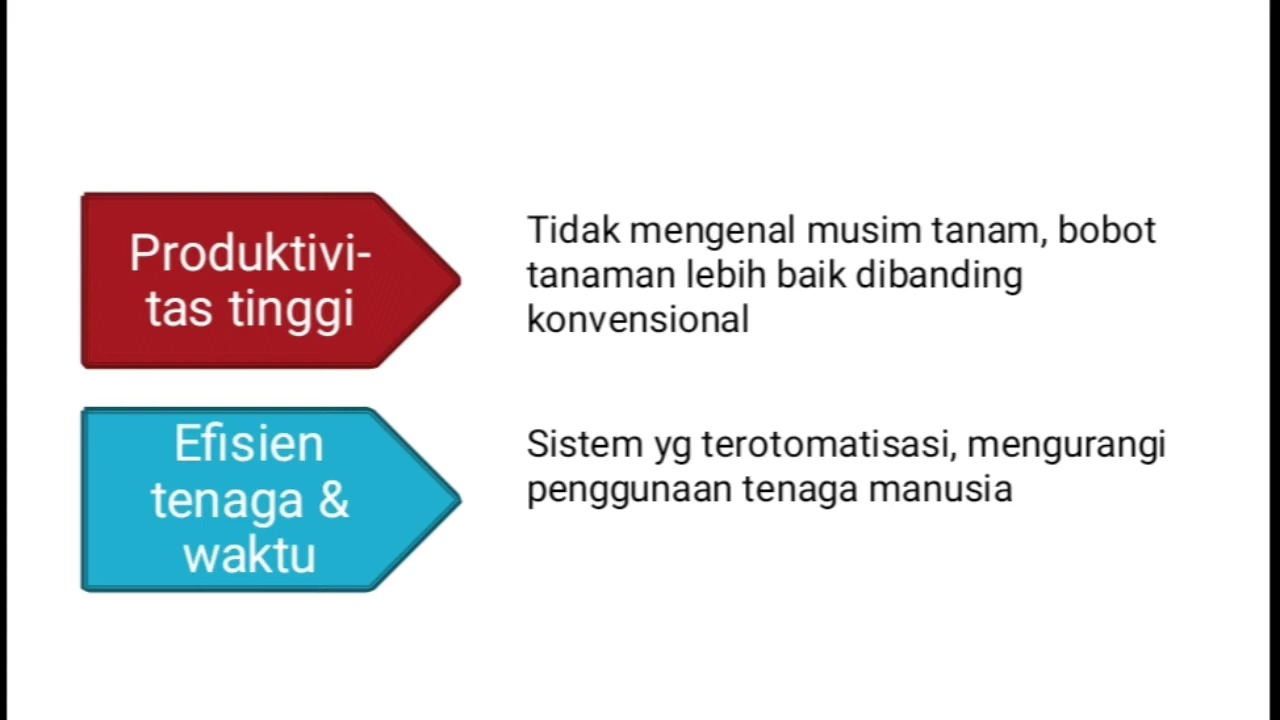 Produktivi-
tas tinggi
Tidak mengenal musim tanam, bobot
tanaman lebih baik dibanding
konvensional
Efisien
tenaga &
waktu
Sistem yg terotomatisasi, mengurangi
penggunaan tenaga manusia